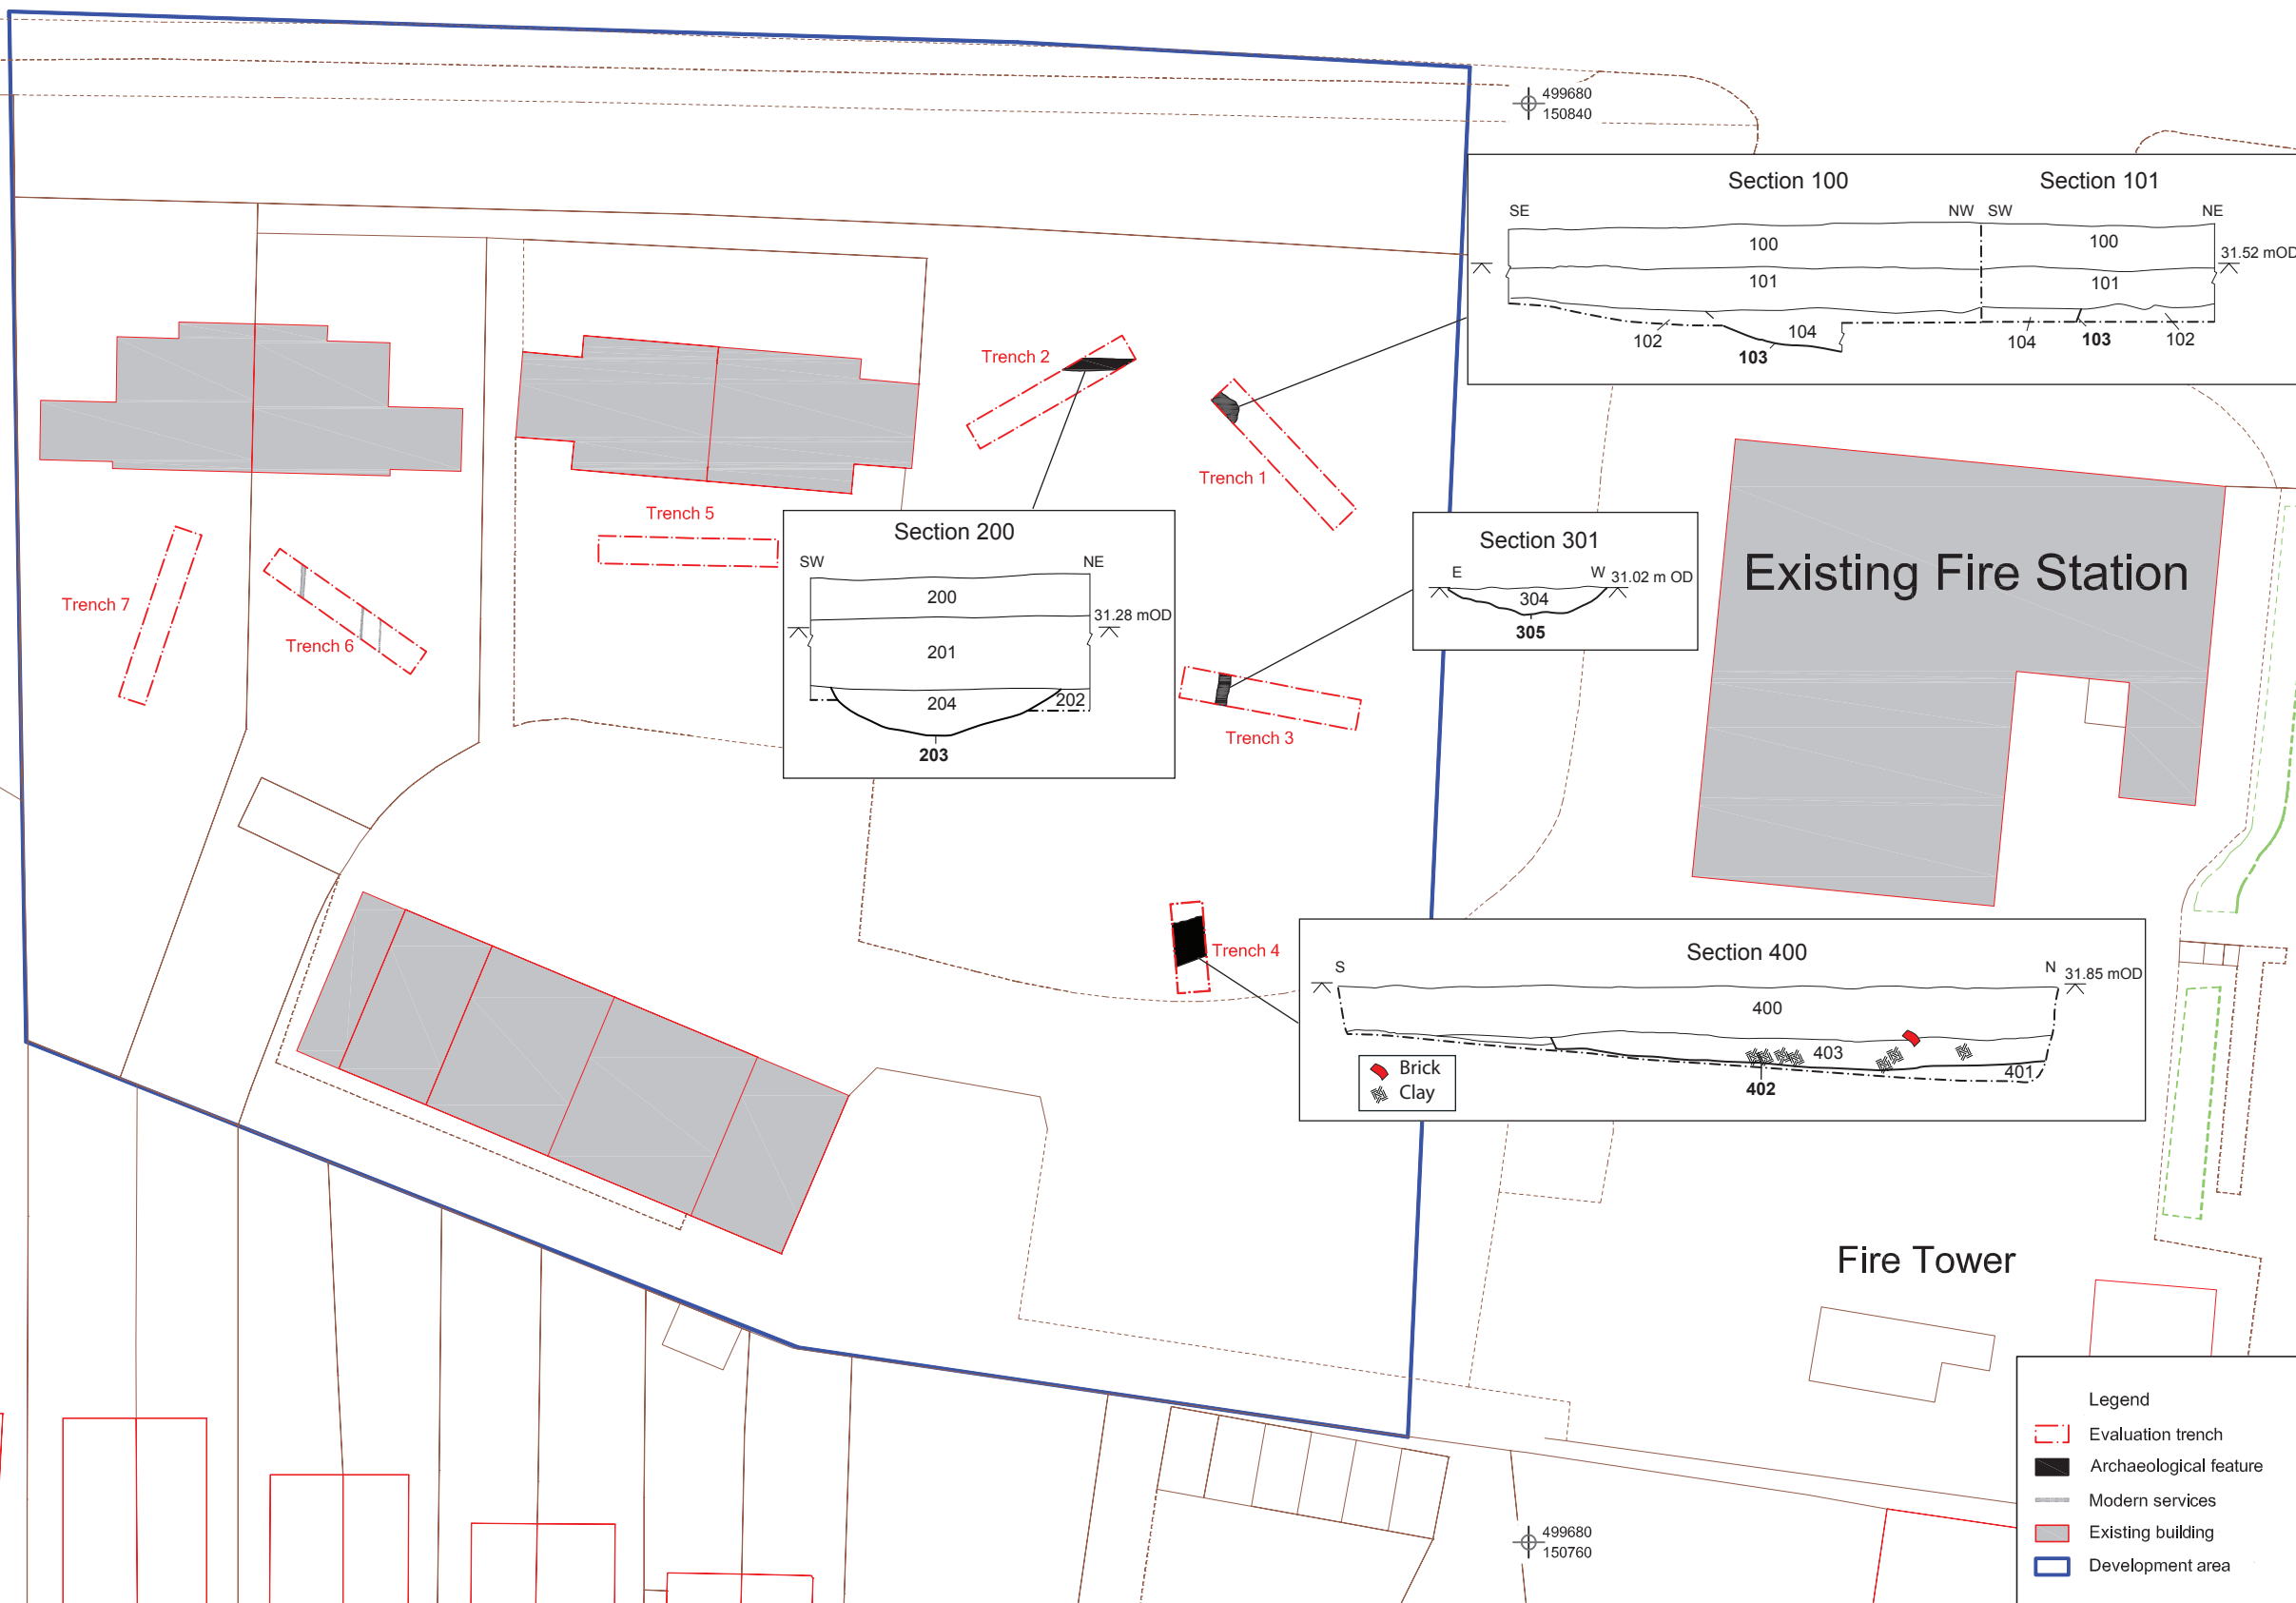 499680
150840
Section 100
Section 101
SE
NW
SW
NE
100
100
31.52 mOD
101
101
104
102
103
104
103
102
Trench 2
Trench 1
Trench 5
Section 200
SW
NE
200
31.28 mOD
201
204
202
203
Section 301
E
W
31.02 m OD
304
305
Existing Fire Station
Trench 7
Trench 6
Trench 3
Trench 4
Section 400
S
N
31.85 mOD
400
403
401
402
Brick
Clay
Fire Tower
Legend
Evaluation trench
Archaeological feature
Modern services
Existing building
Development area
499680
150760